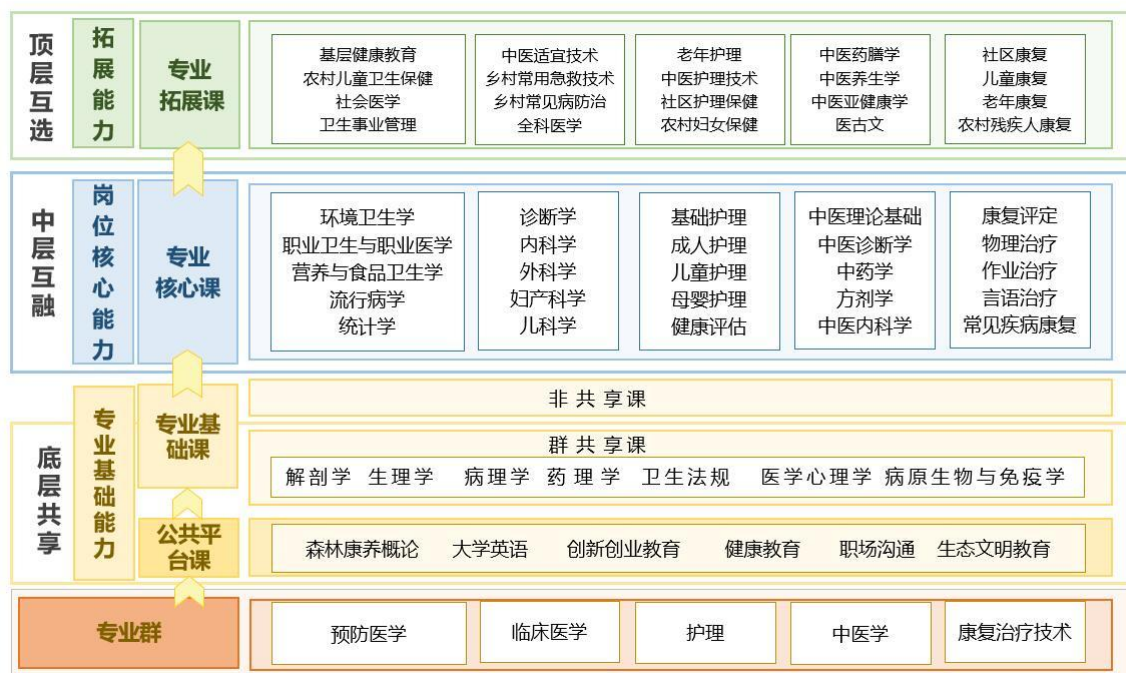 顶层互选
拓展能力
专业
拓展课
基层健康教育
农村儿童卫生保健
社会医学
卫生事业管理
中医适宜技术
乡村常用急救技术
乡村常见病防治
全科医学
老年护理
中医护理技术
社区护理保健
农村妇女保健
中医药膳学
中医养生学
中医亚健康学
医古文
社区康复
儿童康复
老年康复
农村残疾人康复
中层互融
岗位核心能力
专业
核心课
环境卫生学
职业卫生与职业医学
营养与食品卫生学
流行病学
统计学
诊断学
内科学
外科学
妇产科学
儿科学
基础护理
成人护理
儿童护理
母婴护理
健康评估
中医理论基础
中医诊断学
中药学
方剂学
中医内科学
康复评定
物理治疗
作业治疗
言语治疗
常见疾病康复
底层共享
专业基础能力
专业基
础课
非共享课
群共享课
解剖学 生理学 病理学 药理学 卫生法规 医学心理学 病原生物与免疫学
公共平
台课
森林康养概论 大学英语 创新创业教育 健康教育 职场沟通 生态文明教育
专业群
预防医学
临床医学
护理
中医学
康复治疗技术